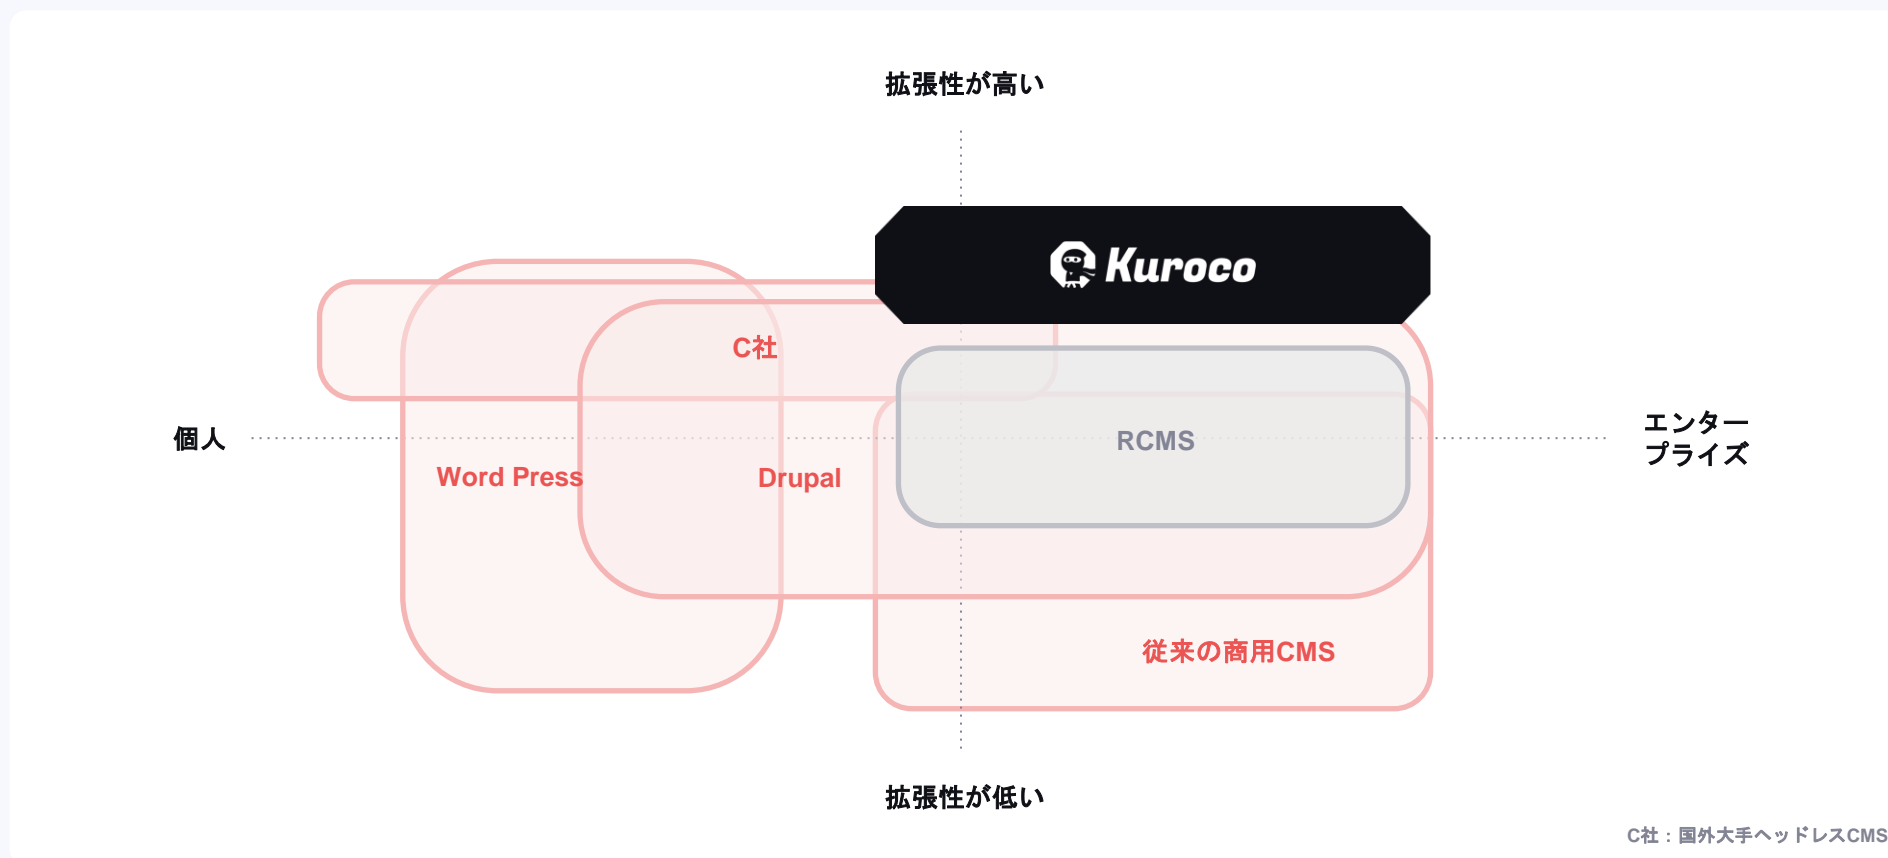 拡張性が高い
Kuroco
C社
個人
RCMS
エンター
プライズ
Word Press
Drupal
従来の商用CMS
拡張性が低い
C社：国外大手ヘッドレスCMS